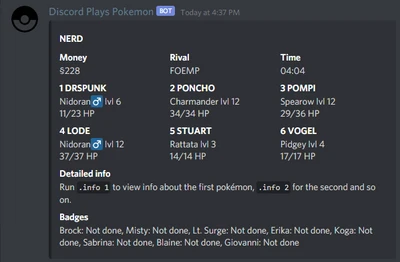 Discord Plays Pokemon BOT Today at 4:37 PM
NERD
Money Rival Time
§228 FOEMP 04:04
1 DRSPUNK 2 PONCHO 3 POMPI
Nidoran♂ lvl 6 Charmander lvl 12 Spearow lvl 12
11/23 HP 34/34 HP 29/36 HP
4 LODE 5 STUART 6 VOGEL
Nidoran♂ lvl 12 Rattata lvl 3 Pidgey lvl 4
37/37 HP 14/14 HP 17/17 HP
Detailed info
Run .info 1 to view info about the first pokémon, .info 2 for the second and so
on.
Badges
Brock: Not done, Misty: Not done, Lt. Surge: Not done, Erika: Not done, Koga: Not
done, Sabrina: Not done, Blaine: Not done, Giovanni: Not done